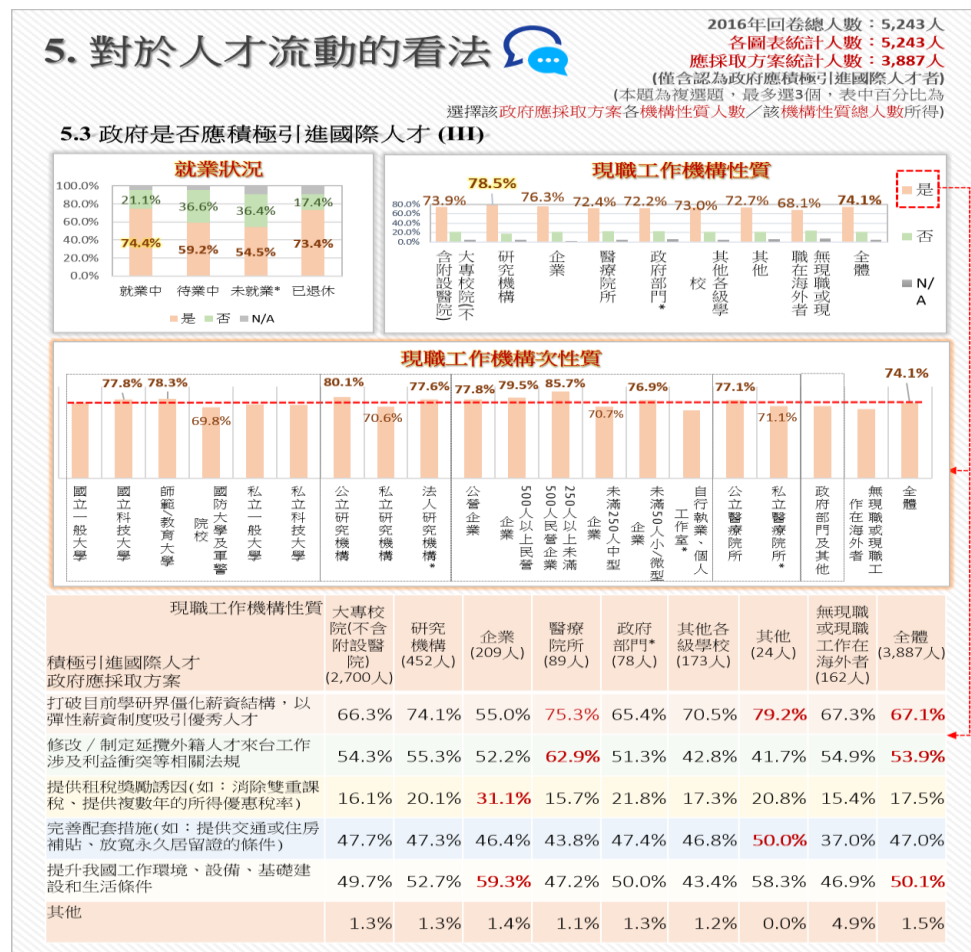 5. 對於人才流動的看法
2016年回卷總人數：5,243人
各圖表統計人數：5,243人
應採取方案統計人數：3,887人
(僅含認為政府應積極引進國際人才者)
(本題為複選題，最多選3個，表中百分比為
選擇該政府應採取方案各機構性質人數／該機構性質總人數所得)
5.3 政府是否應積極引進國際人才 (III)
就業狀況
100.0%
80.0%
60.0%
40.0%
20.0%
0.0%
21.1% 36.6% 36.4% 17.4%
74.4% 59.2% 54.5% 73.4%
就業中 待業中 未就業* 已退休
是 否 N/A
現職工作機構性質
80.0%
60.0%
40.0%
20.0%
0.0%
73.9% 78.5% 76.3% 72.4% 72.2% 73.0% 72.7% 68.1% 74.1%
大專校院(不
含附設醫院)
研究機構
企業
醫療院所
政府部門*
其他各級學
校
其他
無現職或現
職在海外者
全體
是
否
N/
A
現職工作機構次性質
77.8% 78.3% 69.8% 80.1% 70.6% 77.6% 77.8% 79.5% 85.7% 70.7% 76.9% 77.1% 71.1% 74.1%
國立一般大學
國立科技大學
師範/教育大學
國防大學及軍警
院校
私立一般大學
私立科技大學
公立研究機構
私立研究機構
法人研究機構*
公營企業
500人以上民營
企業
250人以上未滿
500人民營企業
未滿250人中型
企業
未滿50人小/微型
企業
自行執業、個人
工作室*
公立醫療院所
私立醫療院所*
政府部門及其他
無現職或現職工
作在海外者
全體
現職工作機構性質
積極引進國際人才
政府應採取方案
大專校
院(不含
附設醫
院)
(2,700人)
研究
機構
(452人)
企業
(209人)
醫療
院所
(89人)
政府
部門*
(78人)
其他各
級學校
(173人)
其他
(24人)
無現職
或現職
工作在
海外者
(162人)
全體
(3,887人)
打破目前學研界僵化薪資結構，以
彈性薪資制度吸引優秀人才
66.3% 74.1% 55.0% 75.3% 65.4% 70.5% 79.2% 67.3% 67.1%
修改／制定延攬外籍人才來台工作
涉及利益衝突等相關法規
54.3% 55.3% 52.2% 62.9% 51.3% 42.8% 41.7% 54.9% 53.9%
提供租稅獎勵誘因(如：消除雙重課
稅、提供複數年的所得優惠稅率)
16.1% 20.1% 31.1% 15.7% 21.8% 17.3% 20.8% 15.4% 17.5%
完善配套措施(如：提供交通或住房
補貼、放寬永久居留證的條件)
47.7% 47.3% 46.4% 43.8% 47.4% 46.8% 50.0% 37.0% 47.0%
提升我國工作環境、設備、基礎建
設和生活條件
49.7% 52.7% 59.3% 47.2% 50.0% 43.4% 58.3% 46.9% 50.1%
其他
1.3% 1.3% 1.4% 1.1% 1.3% 1.2% 0.0% 4.9% 1.5%